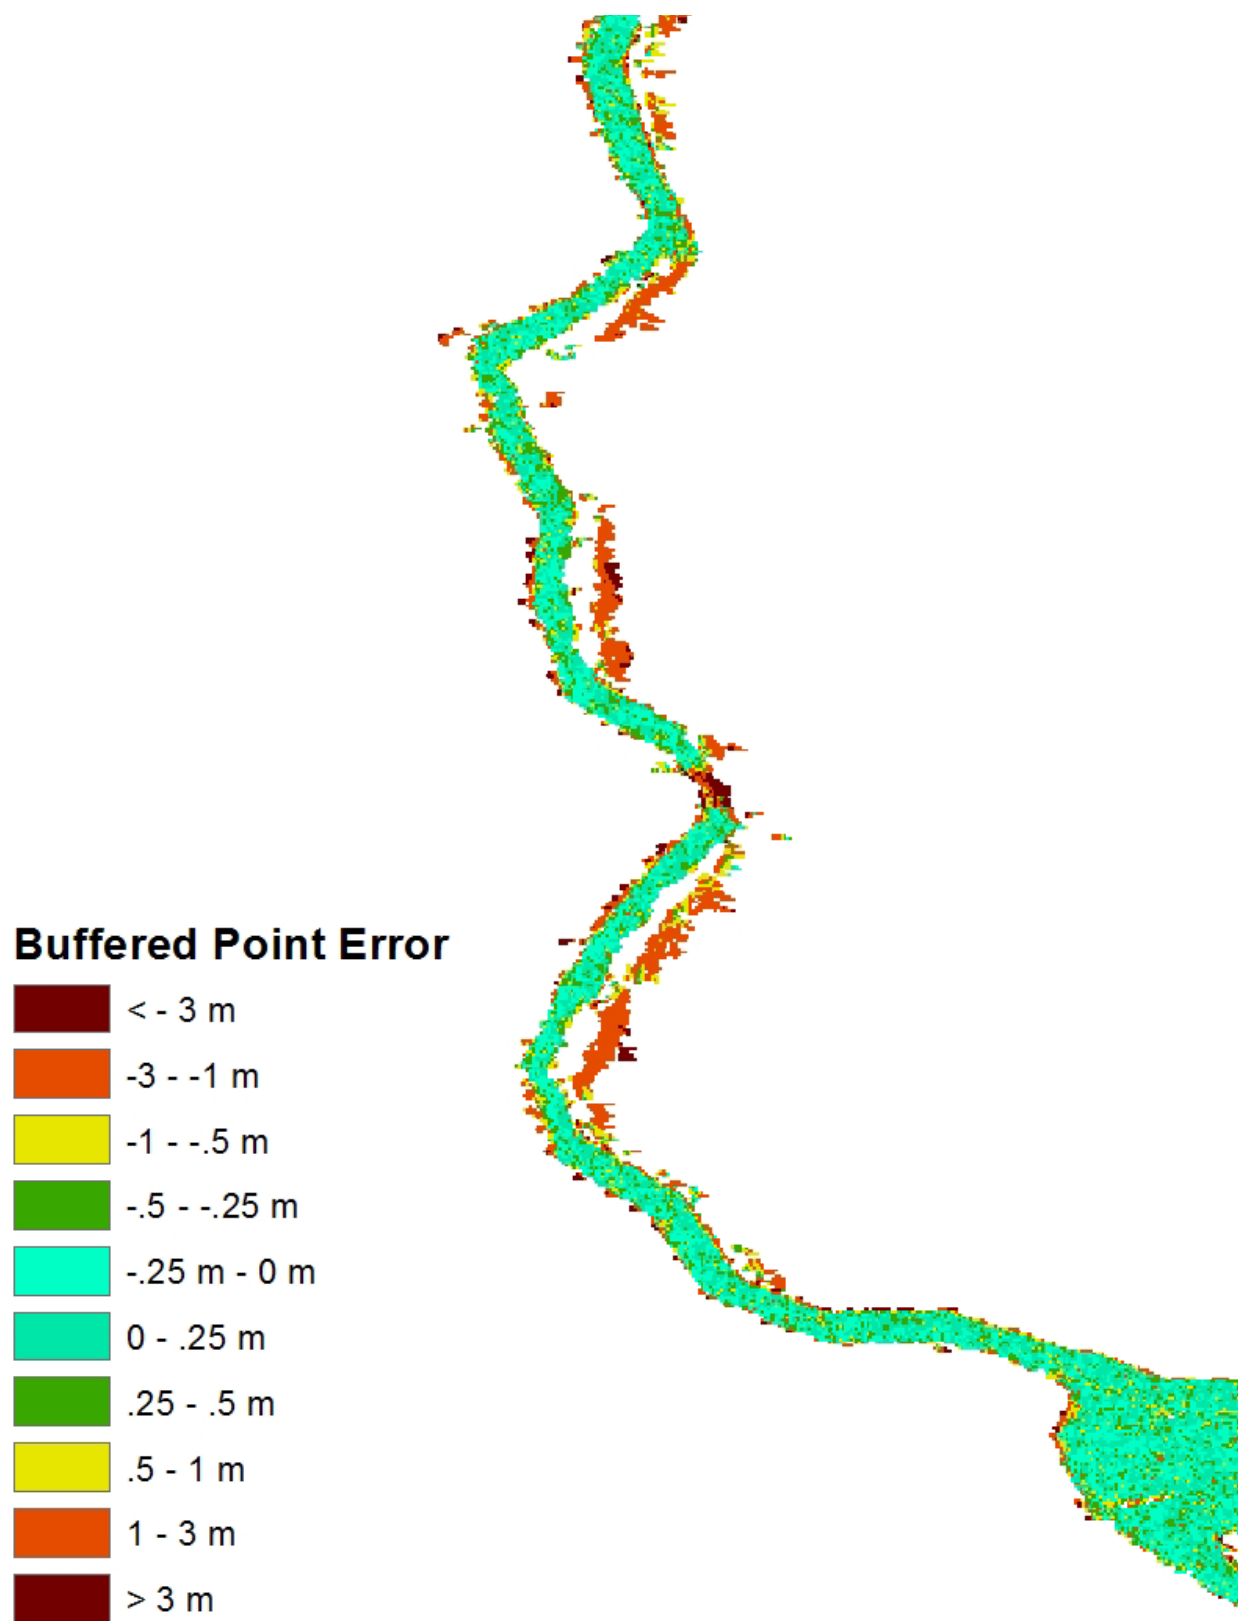 Buffered Point Error
< - 3 m
-3 - -1 m
-1 - -.5 m
-.5 - -.25 m
-.25 m - 0 m
0 - .25 m
.25 - .5 m
.5 - 1 m
1 - 3 m
> 3 m